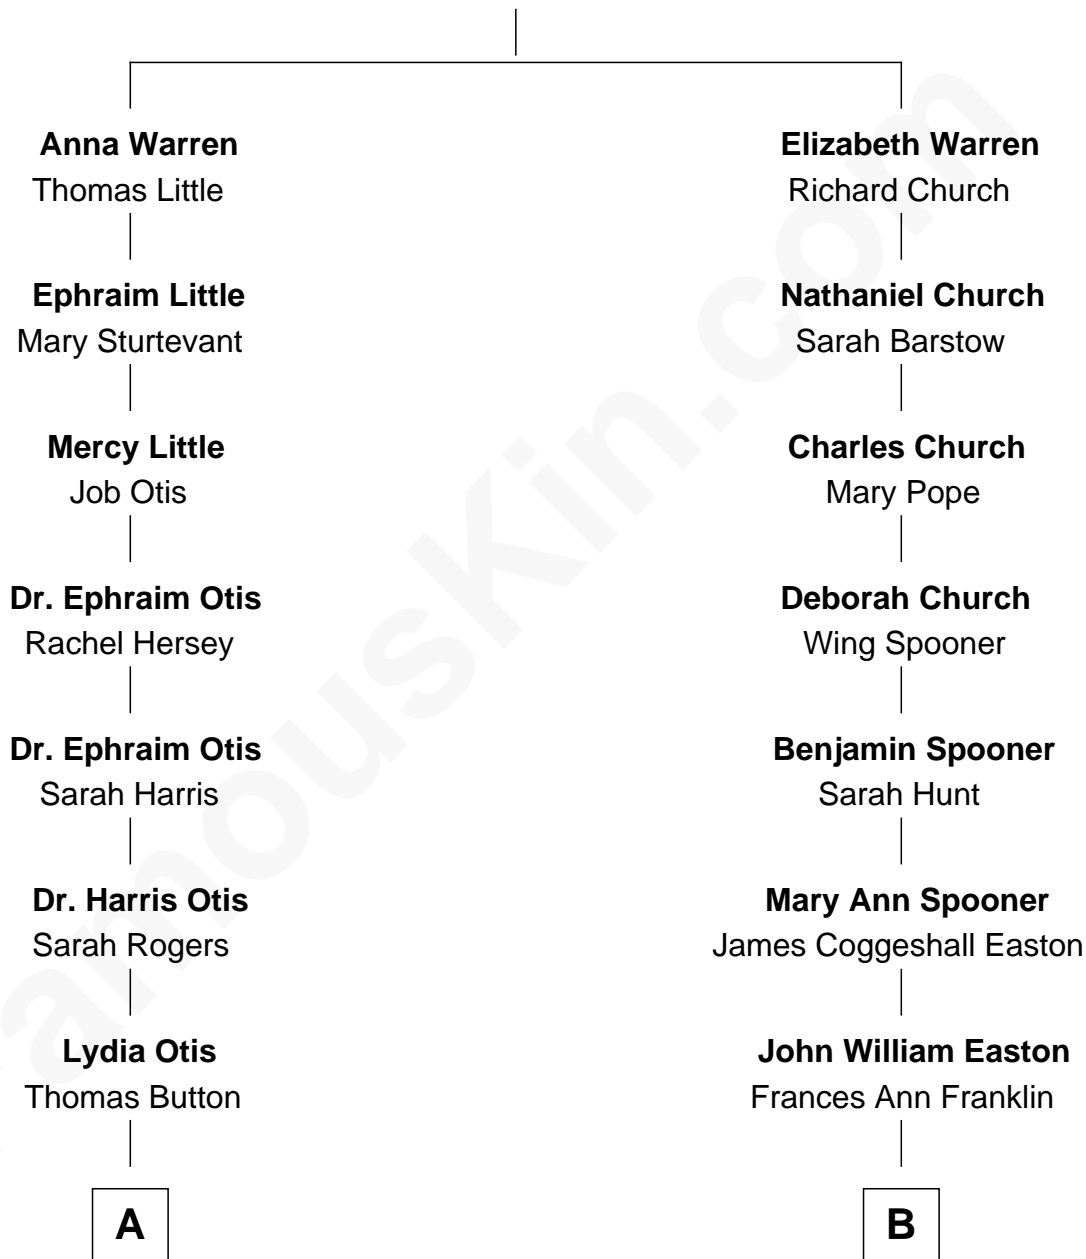 Anna Warren
Thomas Little
Elizabeth Warren
Richard Church
Ephraim Little
Mary Sturtevant
Nathaniel Church
Sarah Barstow
Mercy Little
Job Otis
Charles Church
Mary Pope
Dr. Ephraim Otis
Rachel Hersey
Deborah Church
Wing Spooner
Dr. Ephraim Otis
Sarah Harris
Benjamin Spooner
Sarah Hunt
Dr. Harris Otis
Sarah Rogers
Mary Ann Spooner
James Coggeshall Easton
Lydia Otis
Thomas Button
John William Easton
Frances Ann Franklin
A
B
amousKin.com